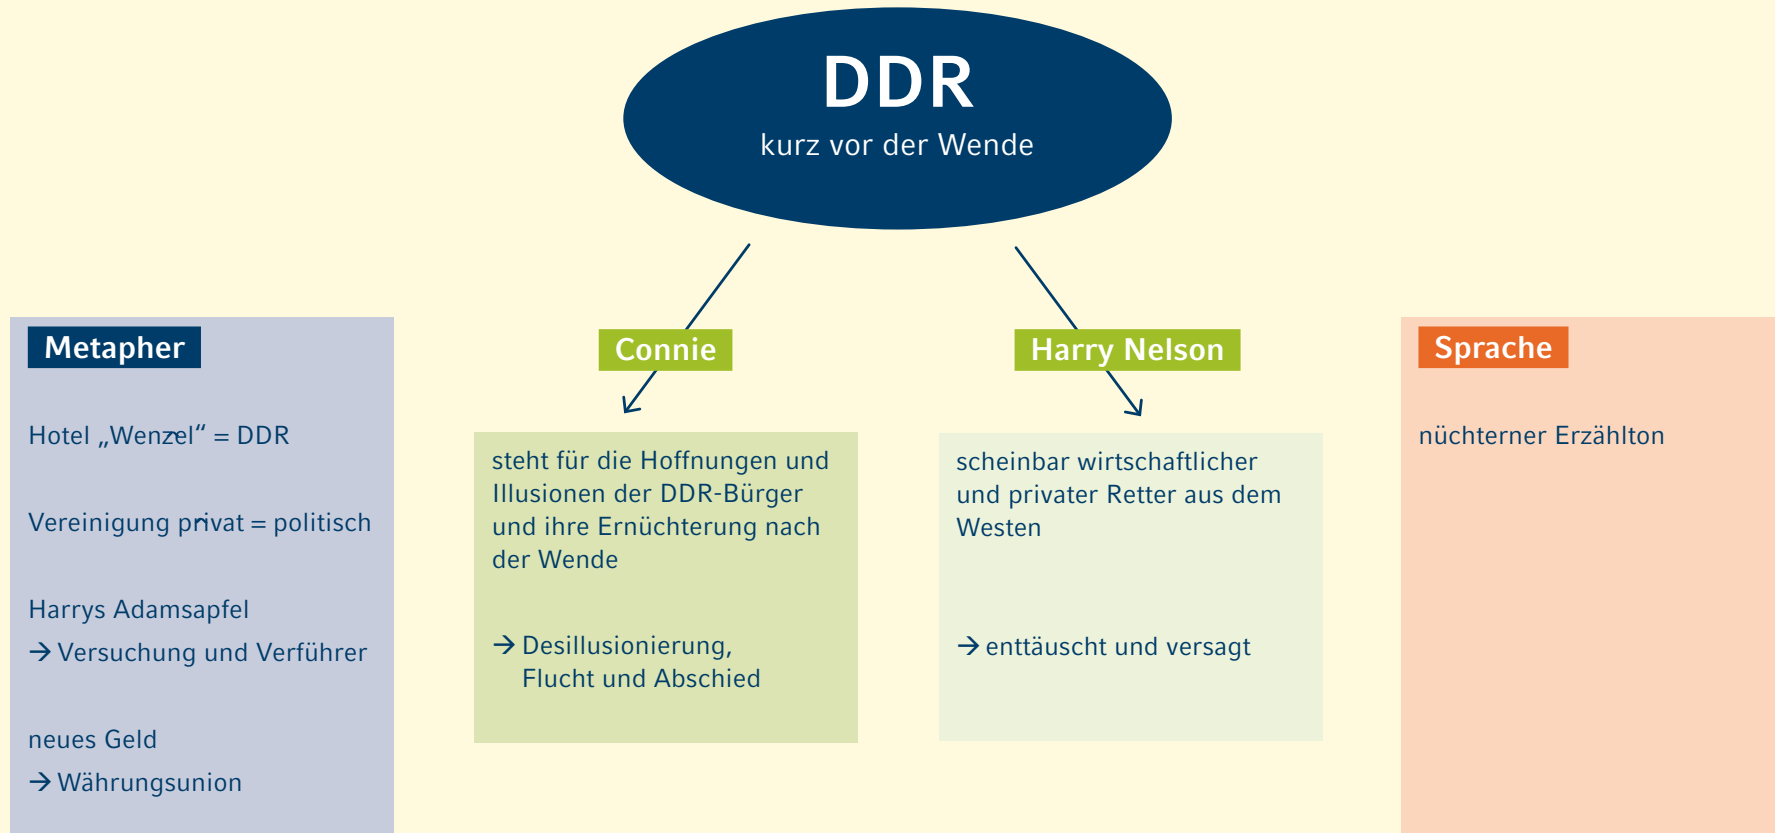 DDR
kurz vor der Wende
Metapher
Hotel „Wenzel“ = DDR
Vereinigung privat = politisch
Harrys Adamsapfel
→ Versuchung und Verführer
neues Geld
→ Währungsunion
Connie
steht für die Hoffnungen und
Illusionen der DDR-Bürger
und ihre Ernüchterung nach
der Wende
→ Desillusionierung,
Flucht und Abschied
Harry Nelson
scheinbar wirtschaftlicher
und privater Retter aus dem
Westen
→ enttäuscht und versagt
Sprache
nüchterner Erzählton